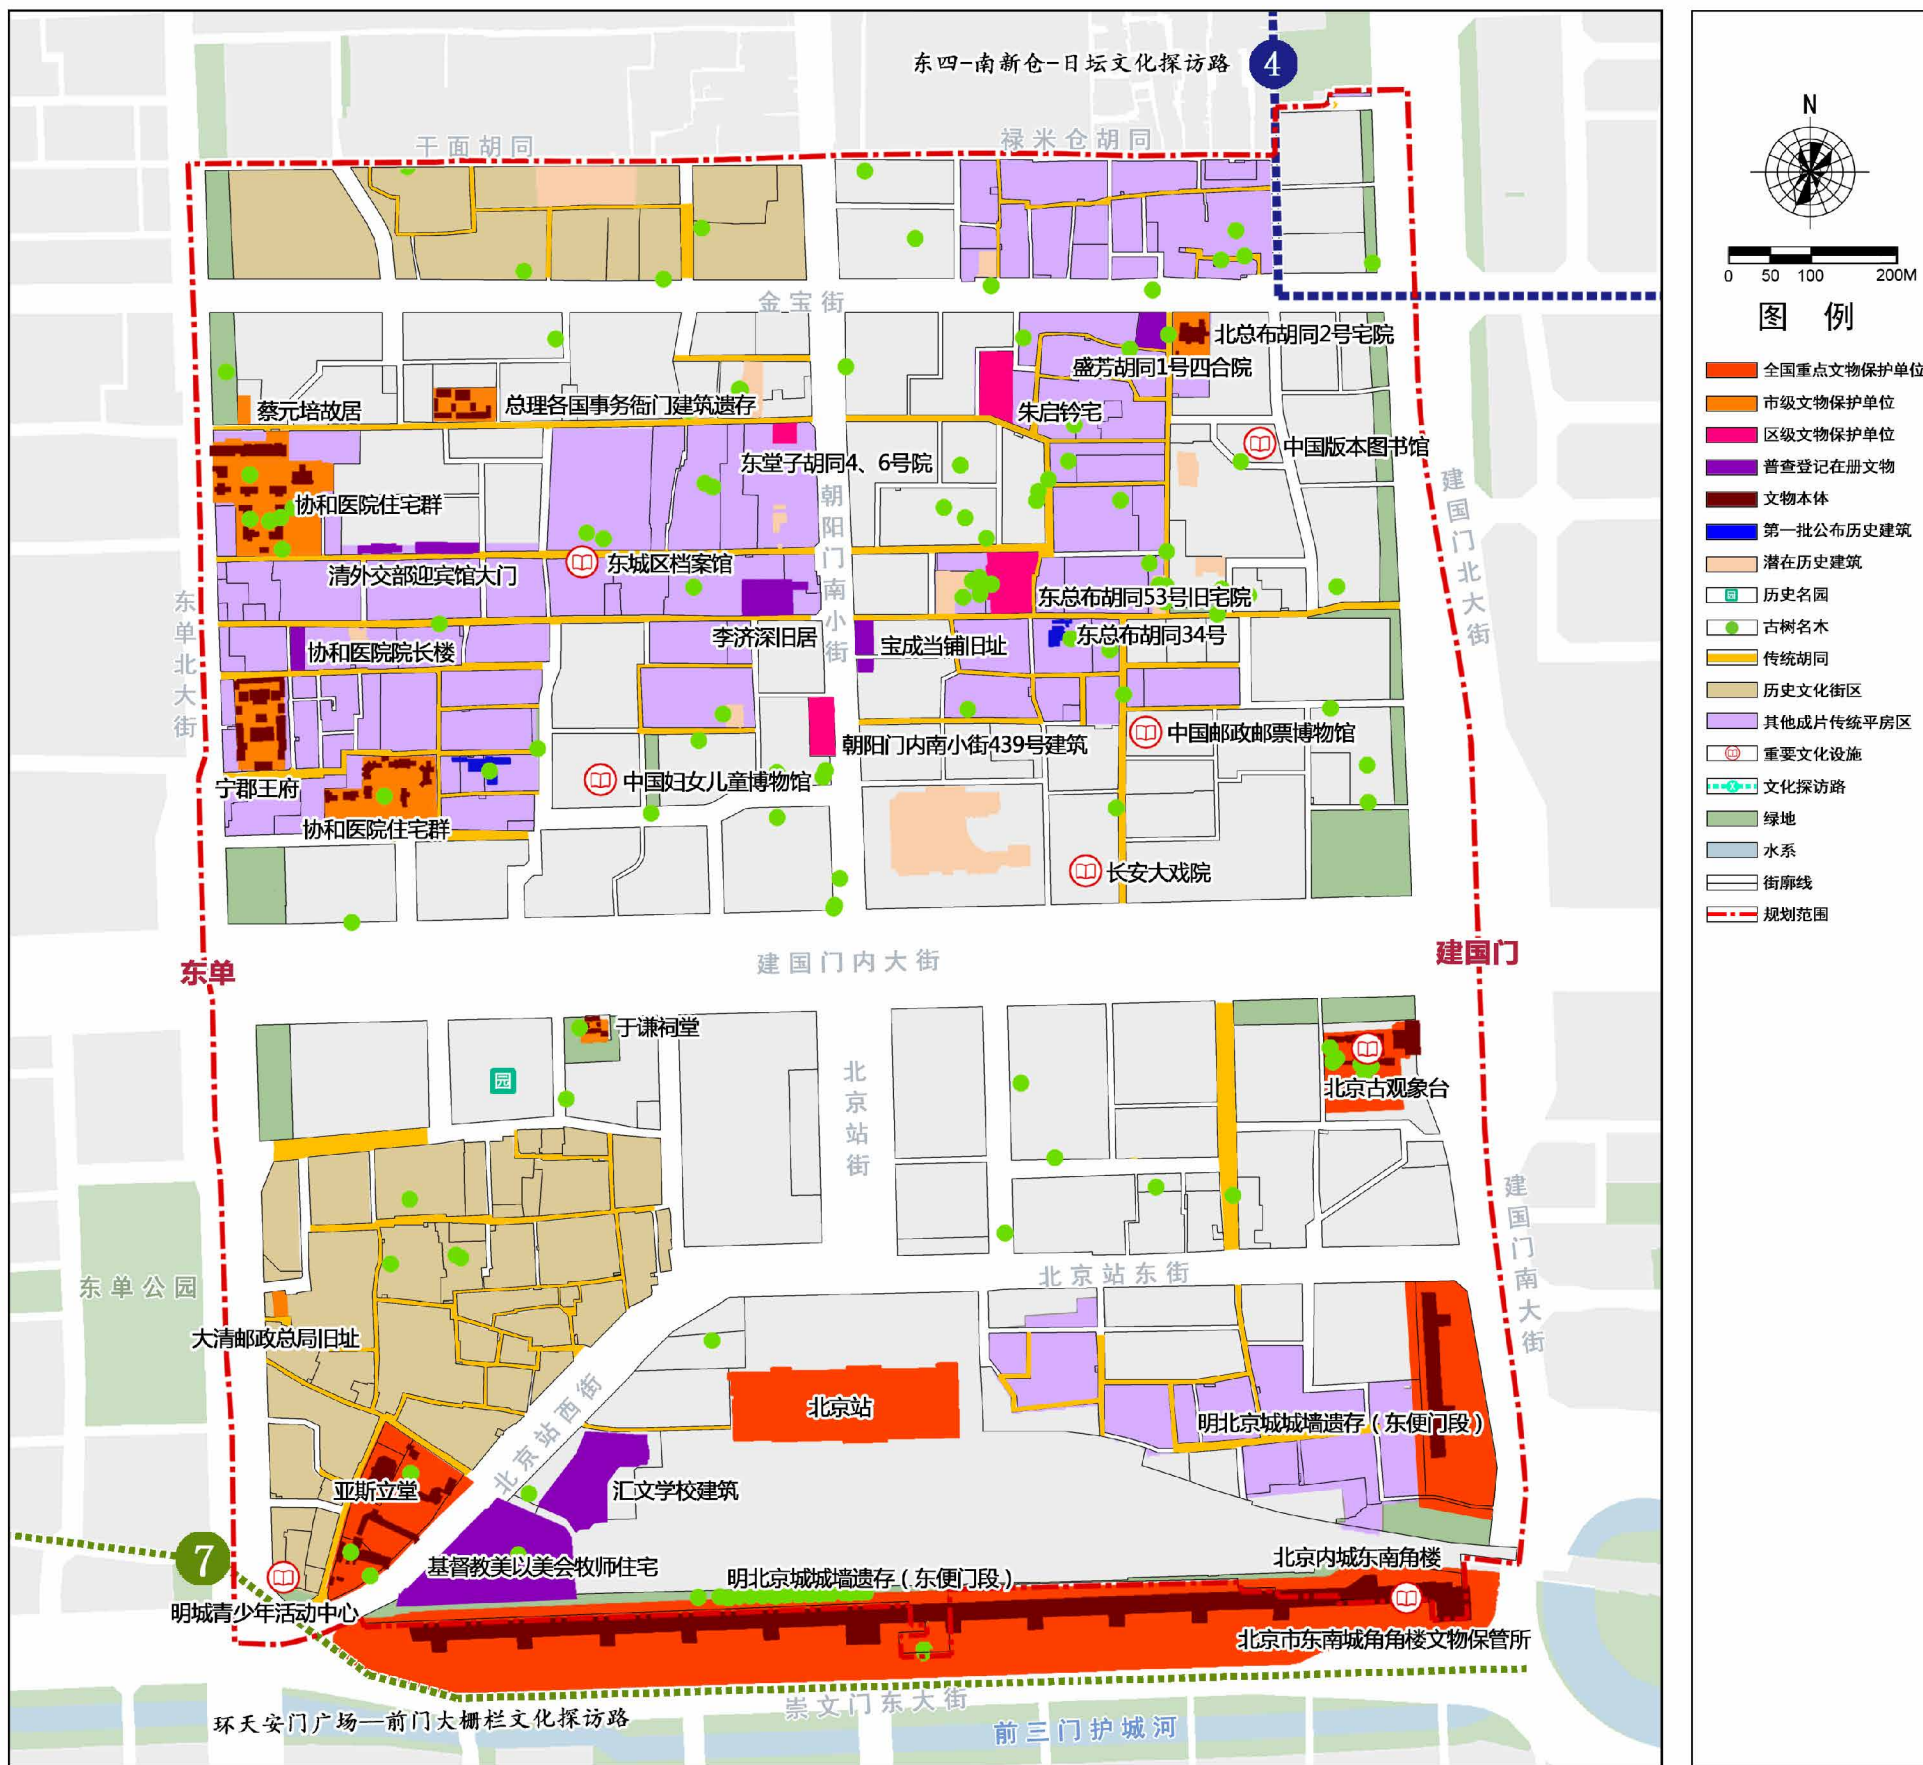 东四-南新仓-日坛文化探访路
4
干面胡同
禄米仓胡同
金宝街
北总布胡同2号宅院
盛芳胡同1号四合院
蔡元培故居
总理各国事务衙门建筑遗存
朱启钤宅
中国版本图书馆
东堂子胡同4、6号院
协和医院住宅群
朝阳门南小街
建国门北大街
清外交部迎宾馆大门
东城区档案馆
东总布胡同53号旧宅院
东单北大街
李济深旧居
宝成当铺旧址
东总布胡同34号
协和医院院长楼
朝阳门内南小街439号建筑
中国邮政邮票博物馆
宁郡王府
中国妇女儿童博物馆
协和医院住宅群
长安大戏院
东单
建国门内大街
建国门
于谦祠堂
园
北京站街
北京古观象台
建国门南大街
东单公园
北京站东街
大清邮政总局旧址
北京站西街
北京站
明北京城城墙遗存（东便门段）
亚斯立堂
汇文学校建筑
7
基督教美以美会牧师住宅
明北京城城墙遗存（东便门段）
北京内城东南角楼
明城青少年活动中心
北京市东南城角角楼文物保管所
崇文门东大街
环天安门广场—前门大栅栏文化探访路
前三门护城河
N
0 50 100 200M
图 例
全国重点文物保护单位
市级文物保护单位
区级文物保护单位
普查登记在册文物
文物本体
第一批公布历史建筑
潜在历史建筑
园 历史名园
古树名木
传统胡同
历史文化街区
其他成片传统平房区
重要文化设施
X 文化探访路
绿地
水系
街廓线
规划范围